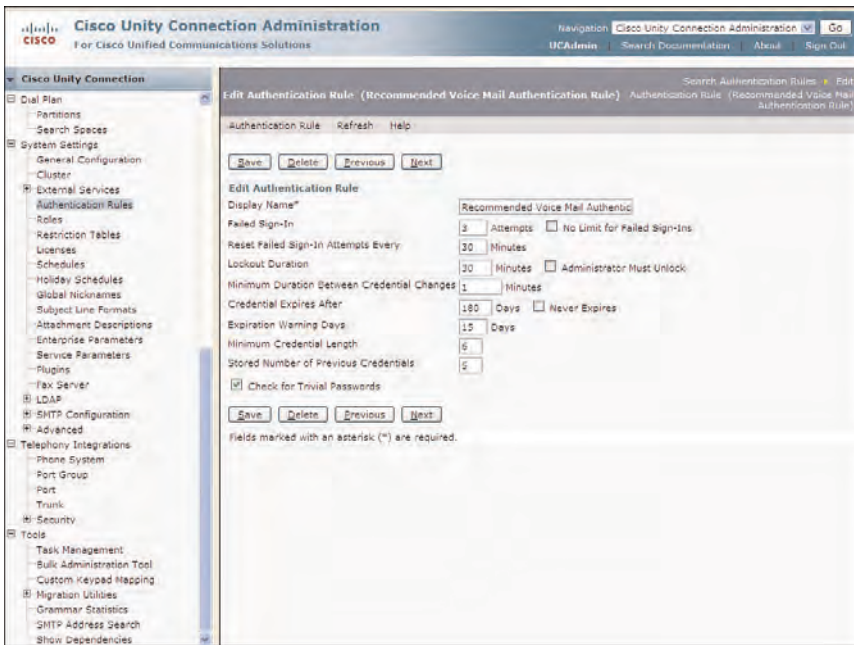 Cisco Unity Connection Administration
Navigation Cisco Unity Connection Administration Go
CISCO
For Cisco Unified Communications Solutions
UCAdmin Search Documentation About Sign Out
Cisco Unity Connection
Dial Plan
Partitions
Search Spaces
System Settings
General Configuration
Cluster
External Services
Authentication Rules
Roles
Restriction Tables
Licenses
Schedules
Holiday Schedules
Global Nicknames
Subject Line Formats
Attachment Descriptions
Enterprise Parameters
Service Parameters
Plugins
Fax Server
LDAP
SMTP Configuration
Advanced
Telephony Integrations
Phone System
Port Group
Port
Trunk
Security
Tools
Task Management
Bulk Administration Tool
Custom Keypad Mapping
Migration Utilities
Grammar Statistics
SMTP Address Search
Show Dependencies
Search Authentication Rules Edit
Edit Authentication Rule (Recommended Voice Mail Authentication Rule)
Authentication Rule (Recommended Voice Mail
Authentication Rule)
Authentication Rule Refresh Help
Save Delete Previous Next
Edit Authentication Rule
Display Name* Recommended Voice Mail Authentic
Failed Sign-In 3 Attempts No Limit for Failed Sign-Ins
Reset Failed Sign-In Attempts Every 30 Minutes
Lockout Duration 30 Minutes Administrator Must Unlock
Minimum Duration Between Credential Changes 1 Minutes
Credential Expires After 180 Days Never Expires
Expiration Warning Days 15 Days
Minimum Credential Length 6
Stored Number of Previous Credentials 5
Check for Trivial Passwords
Save Delete Previous Next
Fields marked with an asterisk (*) are required.